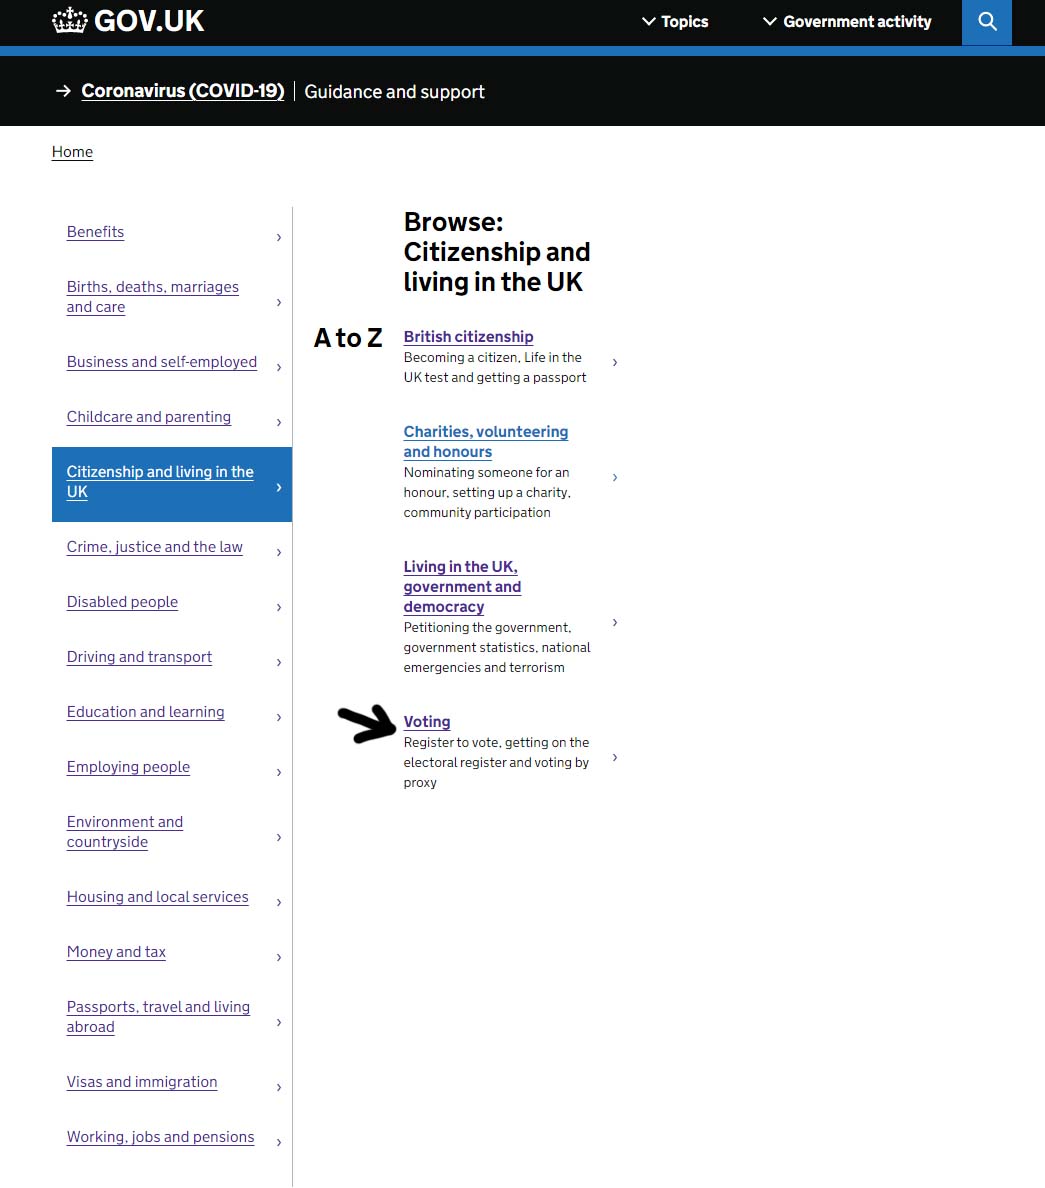 GOV.UK
Topics
Government activity
Coronavirus (COVID-19) Guidance and support
Home
Benefits
Births, deaths, marriages
and care
Business and self-employed
Childcare and parenting
Citizenship and living in the
UK
Crime, justice and the law
Disabled people
Driving and transport
Education and learning
Employing people
Environment and
countryside
Housing and local services
Money and tax
Passports, travel and living
abroad
Visas and immigration
Working, jobs and pensions
Browse:
Citizenship and
living in the UK
A to Z
British citizenship
Becoming a citizen, Life in the
UK test and getting a passport
Charities, volunteering
and honours
Nominating someone for an
honour, setting up a charity,
community participation
Living in the UK,
government and
democracy
Petitioning the government,
government statistics, national
emergencies and terrorism
Voting
Register to vote, getting on the
electoral register and voting by
proxy